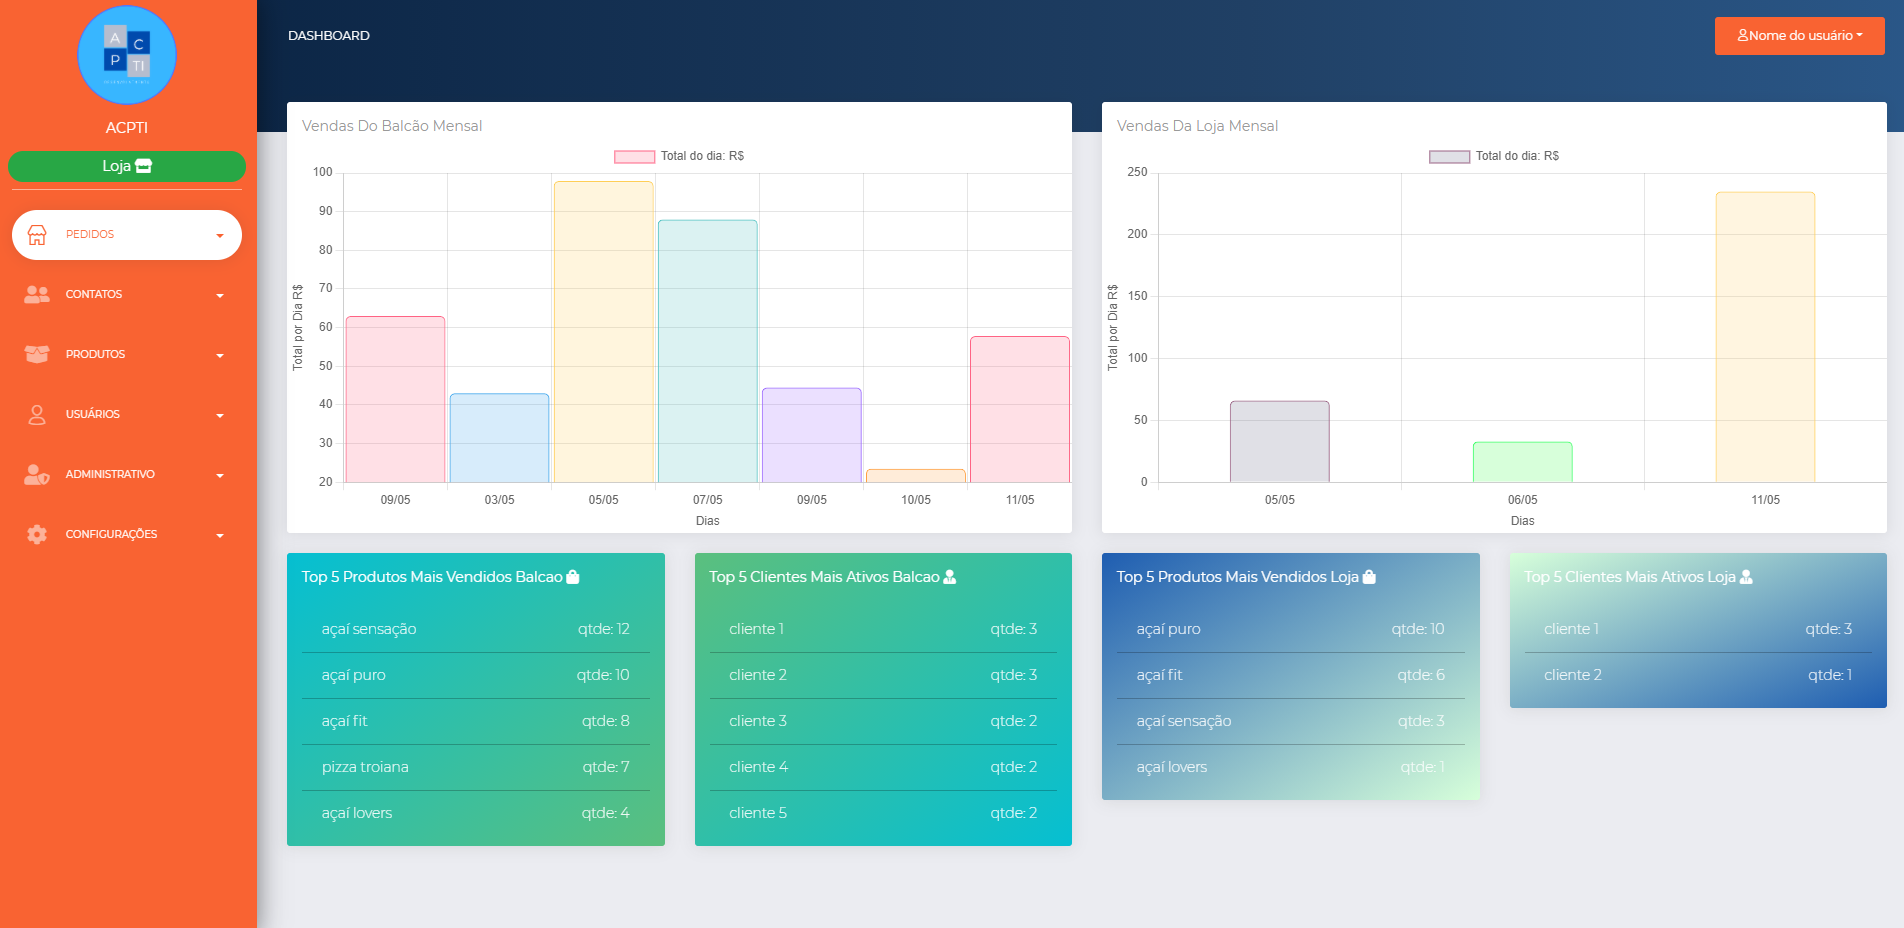 A
C
P
TI
ACPTI
Loja
PEDIDOS
CONTATOS
PRODUTOS
USUÁRIOS
ADMINISTRATIVO
CONFIGURAÇÕES
DASHBOARD
Nome do usuário
Vendas Do Balcão Mensal
Total do dia: R$
Total por Dia R$
100
90
80
70
60
50
40
30
20
09/05 03/05 05/05 07/05 09/05 10/05 11/05
Dias
Vendas Da Loja Mensal
Total do dia: R$
Total por Dia R$
250
200
150
100
50
0
05/05 06/05 11/05
Dias
Top 5 Produtos Mais Vendidos Balcao
açaí sensação qtde: 12
açaí puro qtde: 10
açaí fit qtde: 8
pizza troiana qtde: 7
açaí lovers qtde: 4
Top 5 Clientes Mais Ativos Balcao
cliente 1 qtde: 3
cliente 2 qtde: 3
cliente 3 qtde: 2
cliente 4 qtde: 2
cliente 5 qtde: 2
Top 5 Produtos Mais Vendidos Loja
açaí puro qtde: 10
açaí fit qtde: 6
açaí sensação qtde: 3
açaí lovers qtde: 1
Top 5 Clientes Mais Ativos Loja
cliente 1 qtde: 3
cliente 2 qtde: 1